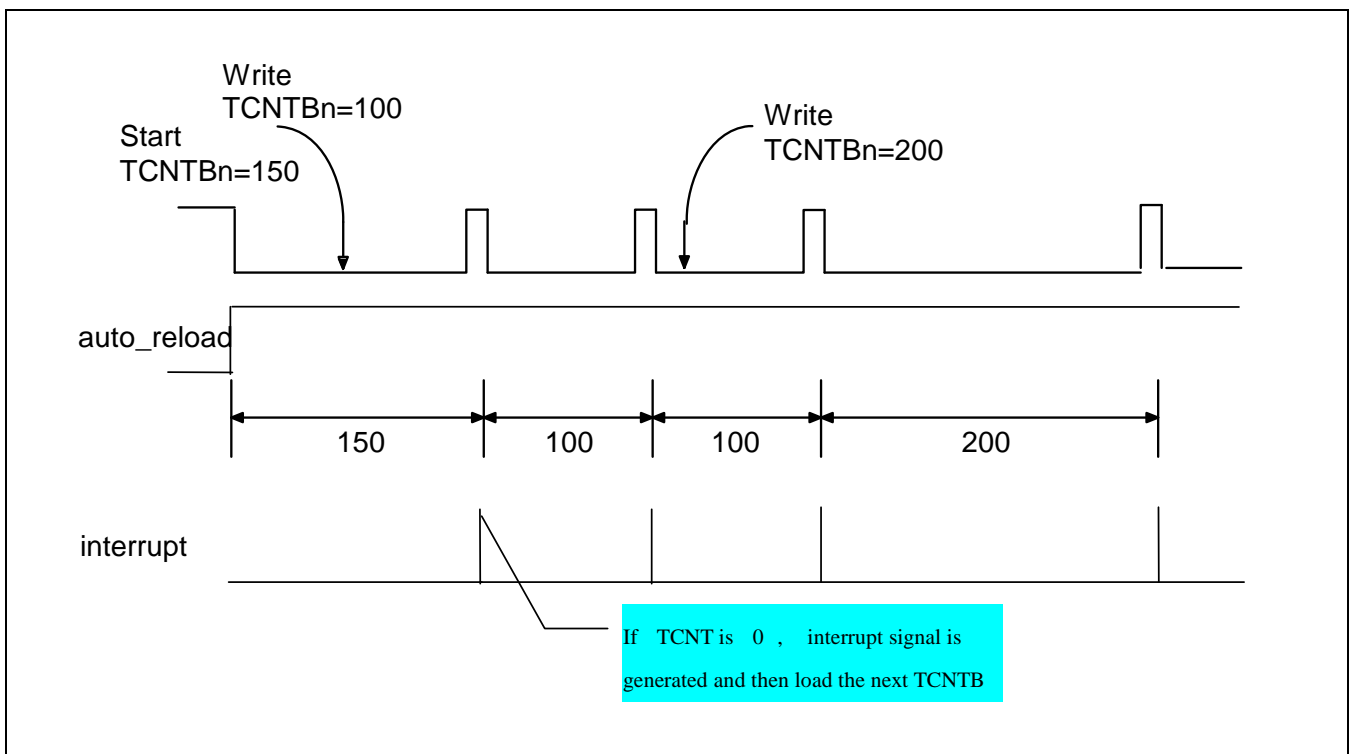 Write
TCNTBn=100
Start
TCNTBn=150
Write
TCNTBn=200
auto_reload
150
100
100
200
interrupt
If TCNT is 0 , interrupt signal is
generated and then load the next TCNTB